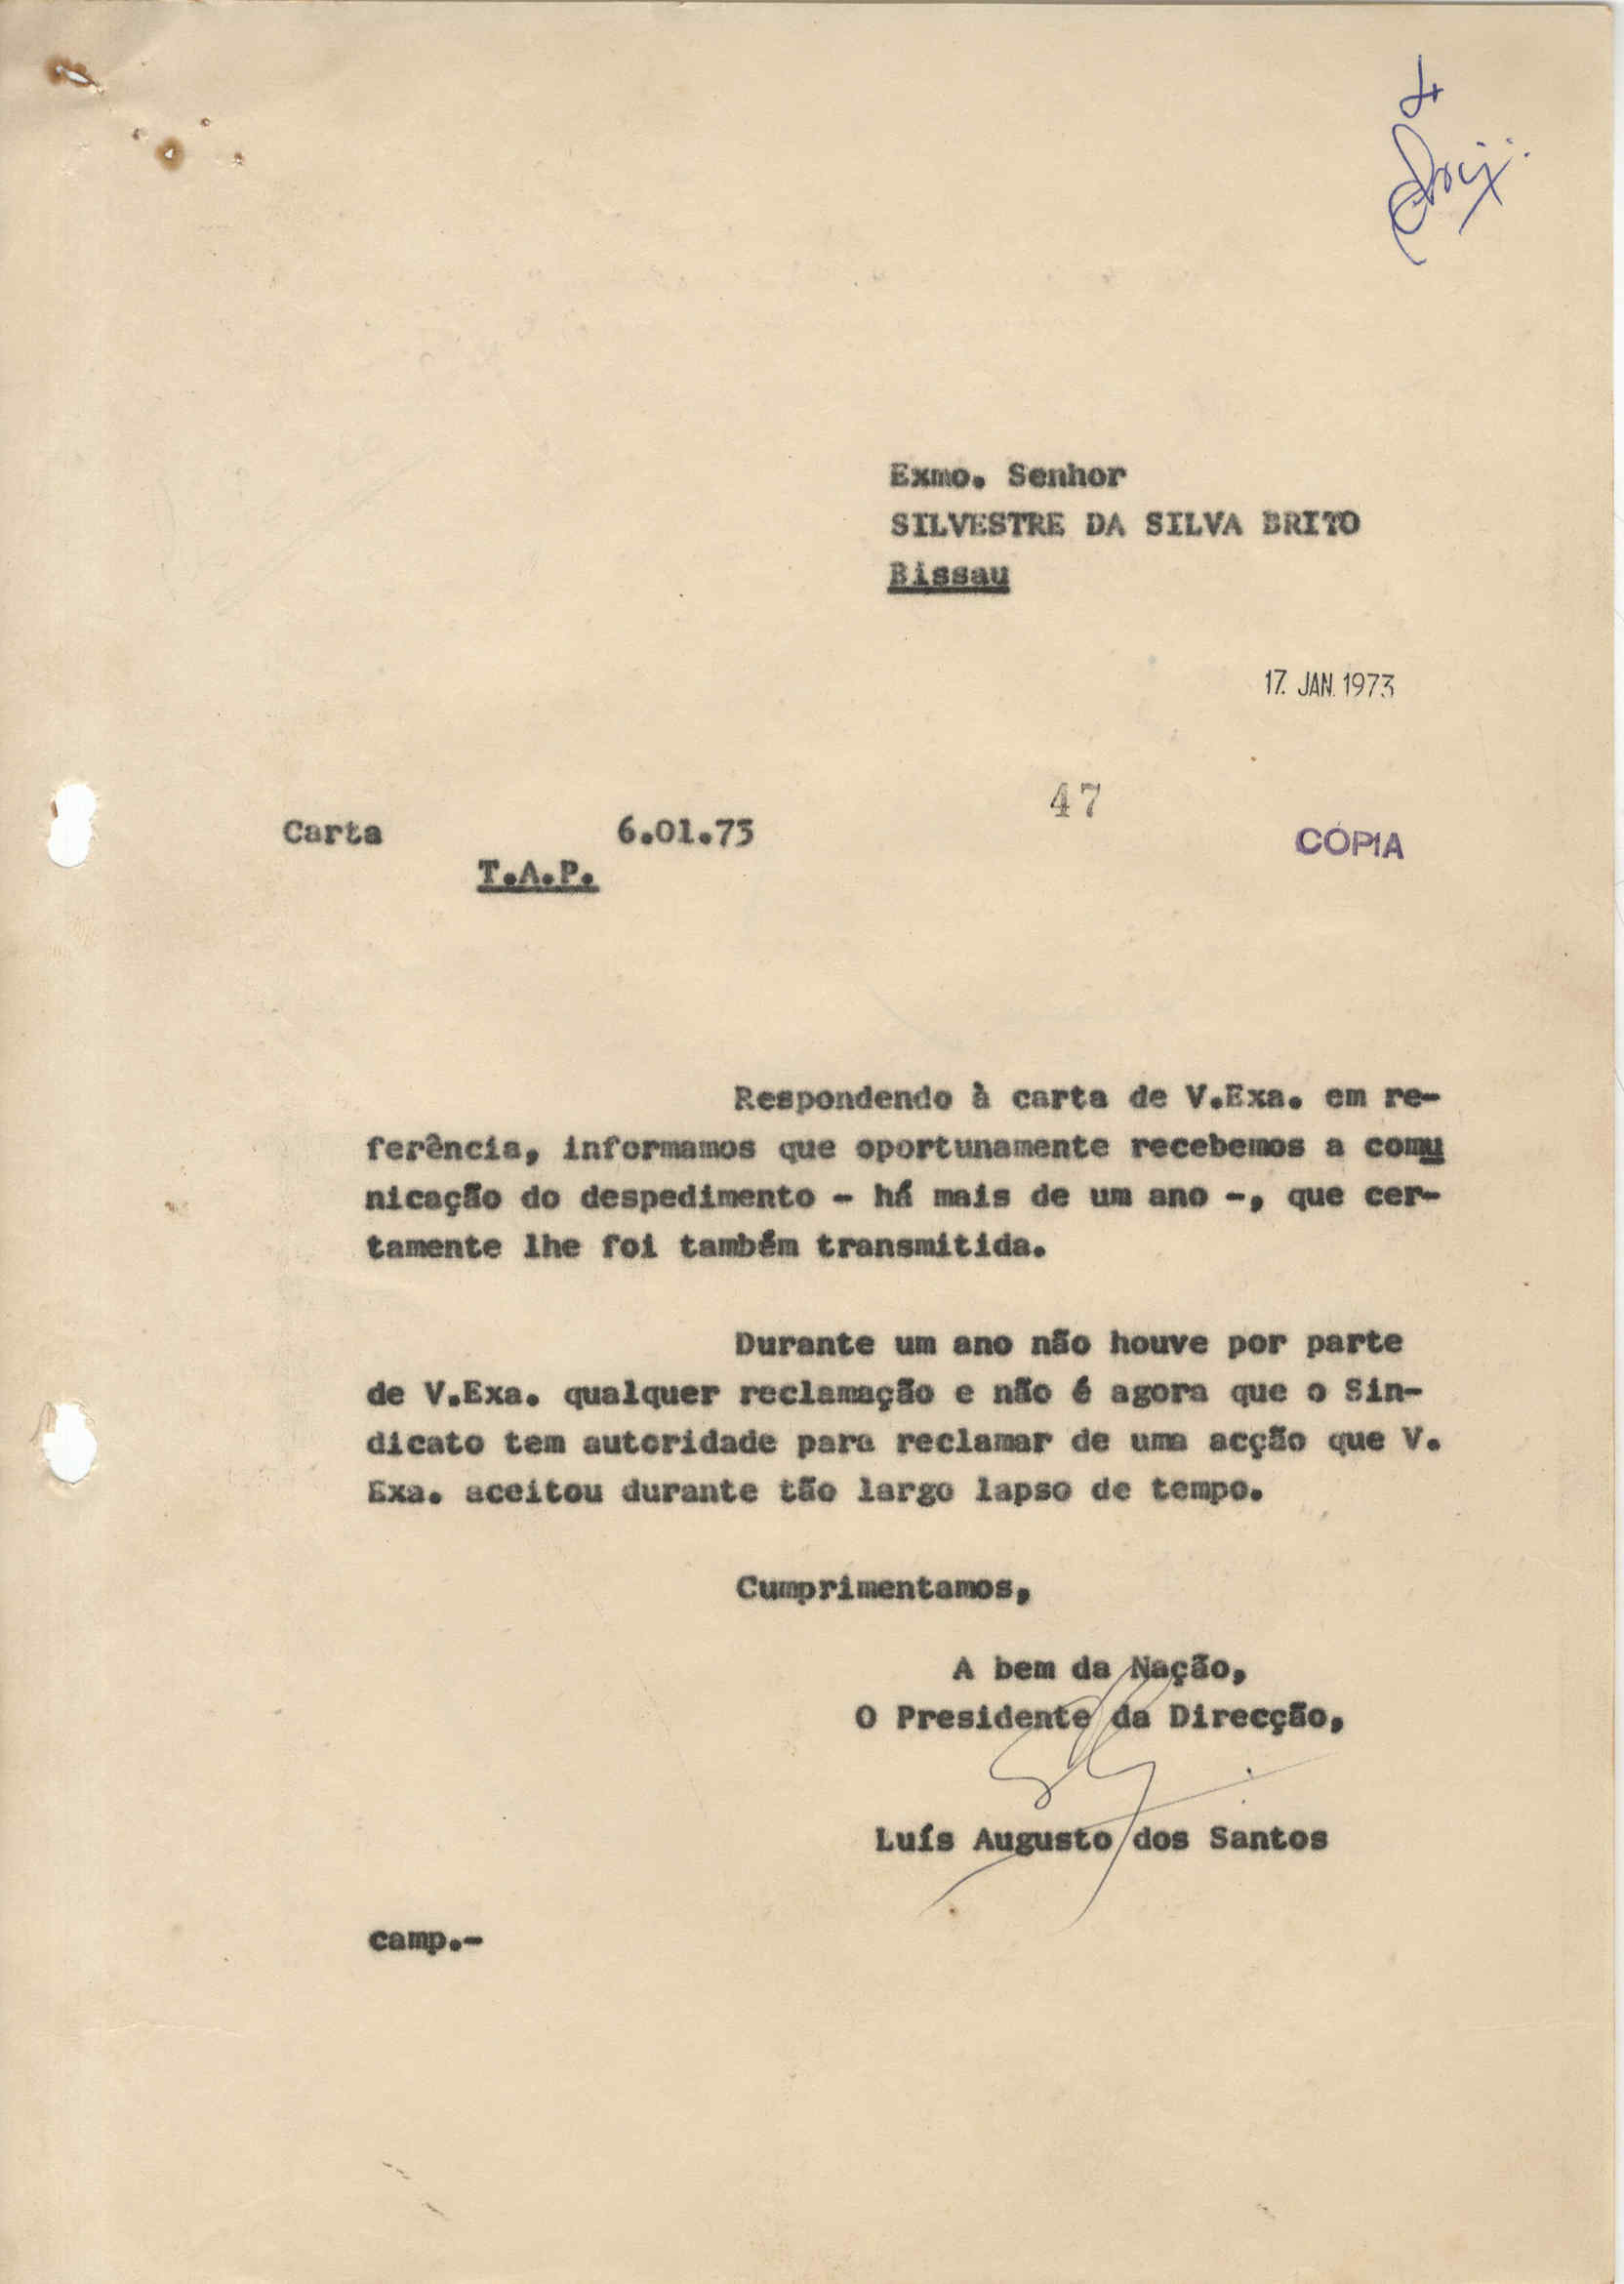 Exmo. Senhor
SILVESTRE DA SILVA BRITO
Bissau
17. JAN. 1973
47
Carta 6.01.73
CÓPIA
T.A.P.
Respondendo à carta de V.Exa. em re-
ferência, informamos que oportunamente recebemos a comu
nicação do despedimento - há mais de um ano -, que cer-
tamente lhe foi também transmitida.
Durante um ano não houve por parte
de V.Exa. qualquer reclamação e não é agora que o Sin-
dicato tem autoridade para reclamar de uma acção que V.
Exa. aceitou durante tão largo lapso de tempo.
Cumprimentamos,
A bem da Nação,
O Presidente da Direcção,
Luís Augusto dos Santos
camp.-